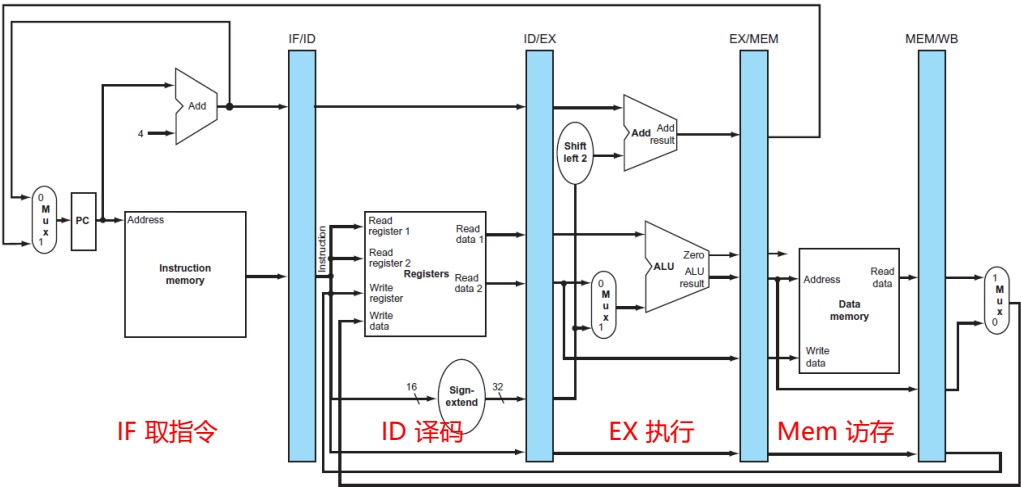 IF/ID
ID/EX
EX/MEM
MEM/WB
Add
4
Add
Add
result
Shift
left 2
0
M
u
x
1
PC
Address
Instruction
memory
Instruction
Read
register 1
Read
data 1
Read
register 2
Registers
Write
register
Read
data 2
Write
data
16
Sign-
extend
32
0
M
u
x
1
Zero
ALU
ALU
result
Address
Read
data
Data
memory
Write
data
1
M
u
x
0
IF 取指令
ID 译码
EX 执行
Mem 访存